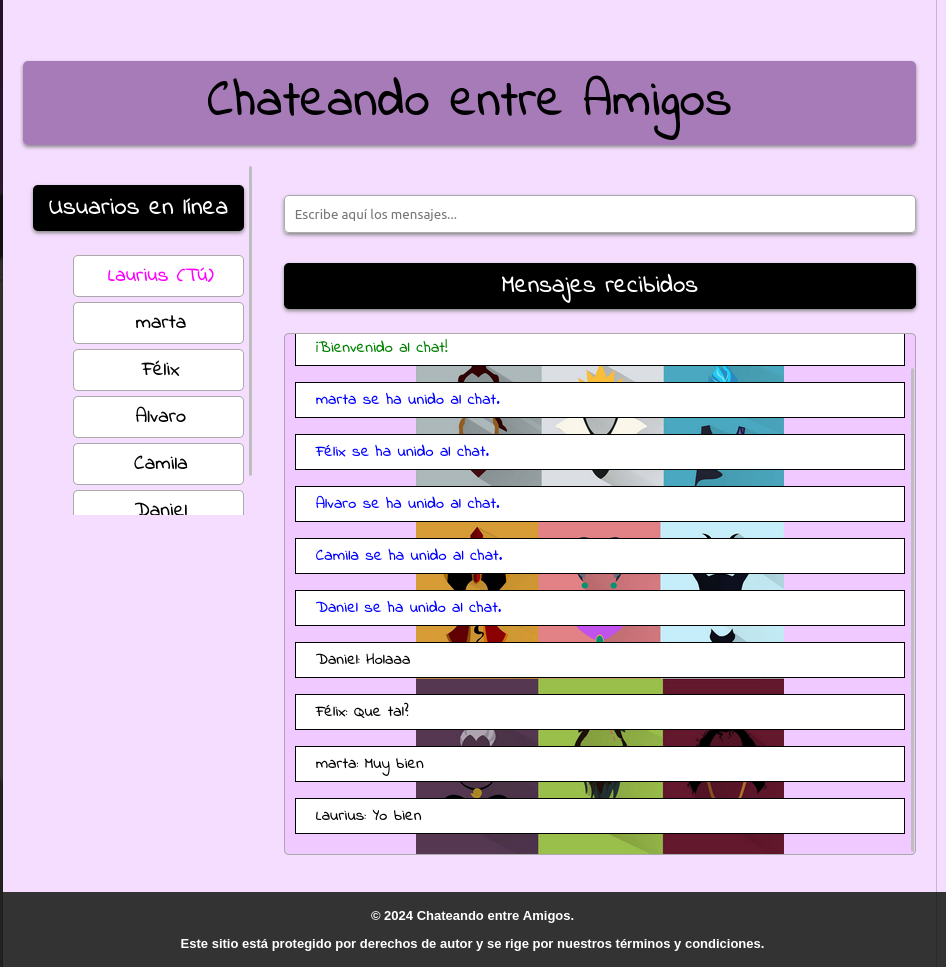 Chateando entre Amigos
Usuarios en línea
Laurius (Tú)
marta
Félix
Alvaro
Camila
Daniel
Escribe aquí los mensajes...
Mensajes recibidos
¡Bienvenido al chat!
marta se ha unido al chat.
Félix se ha unido al chat.
Alvaro se ha unido al chat.
Camila se ha unido al chat.
Daniel se ha unido al chat.
Daniel: Holaaa
Félix: Que tal?
marta: Muy bien
Laurius: Yo bien
© 2024 Chateando entre Amigos.
Este sitio está protegido por derechos de autor y se rige por nuestros términos y condiciones.